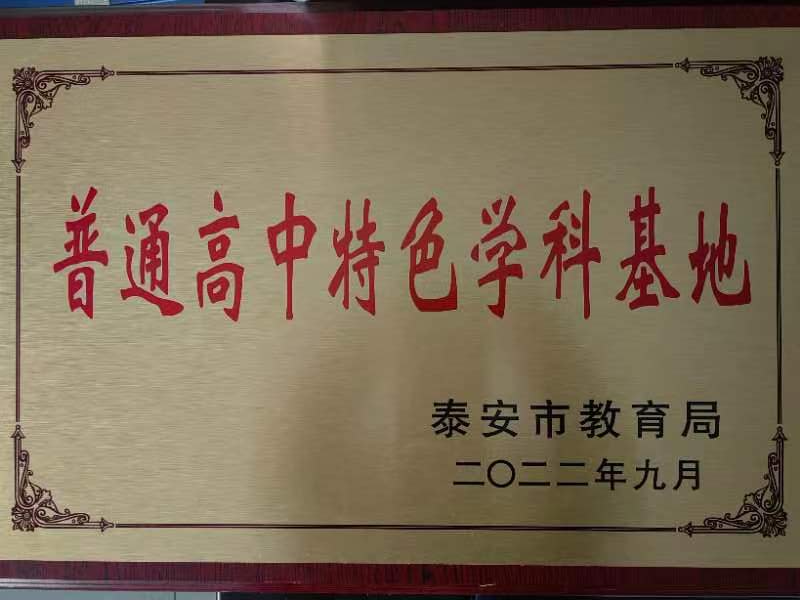 普通高中特色学科基地
泰安市教育局
二〇二二年九月